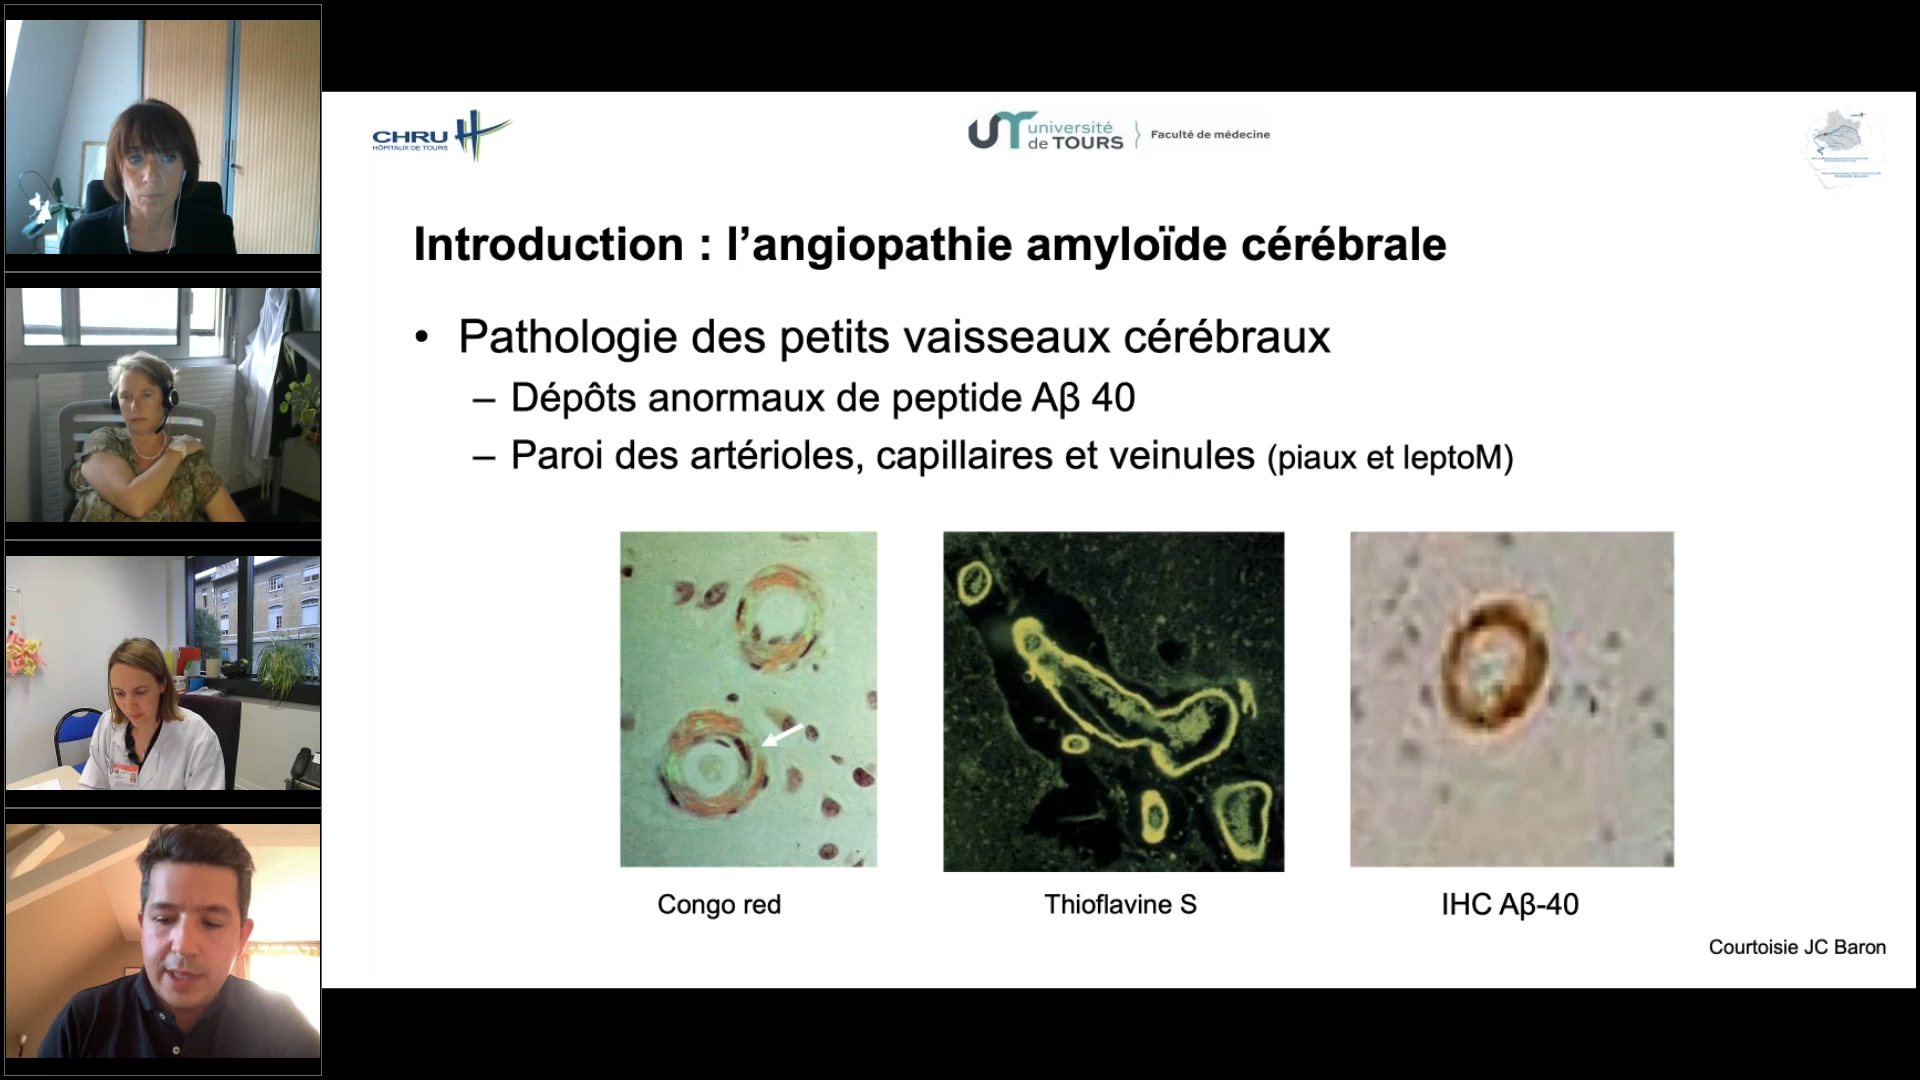 CHRU
HÔPITAUX DE TOURS
université
de TOURS
Faculté de médecine
Introduction : l’angiopathie amyloïde cérébrale
• Pathologie des petits vaisseaux cérébraux
– Dépôts anormaux de peptide Aβ 40
– Paroi des artérioles, capillaires et veinules (piaux et leptoM)
Congo red
Thioflavine S
IHC Aβ-40
Courtoisie JC Baron